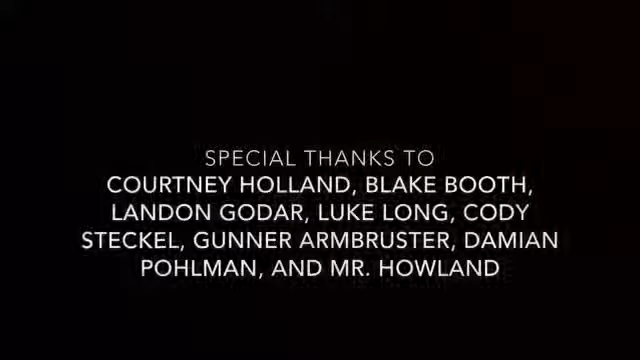 SPECIAL THANKS TO
COURTNEY HOLLAND, BLAKE BOOTH,
LANDON GODAR, LUKE LONG, CODY
STECKEL, GUNNER ARMBRUSTER, DAMIAN
POHLMAN, AND MR. HOWLAND